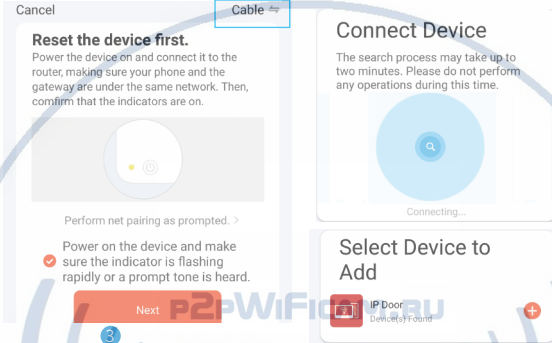 Cancel
Cable ⇋
Reset the device first.
Power the device on and connect it to the
router, making sure your phone and the
gateway are under the same network. Then,
comfirm that the indicators are on.
Perform net pairing as prompted. >
Power on the device and make
sure the indicator is flashing
rapidly or a prompt tone is heard.
Next
3
Connect Device
The search process may take up to
two minutes. Please do not perform
any operations during this time.
Connecting...
Select Device to
Add
IP Door
Device(s) Found
P2PWIFICAM.RU